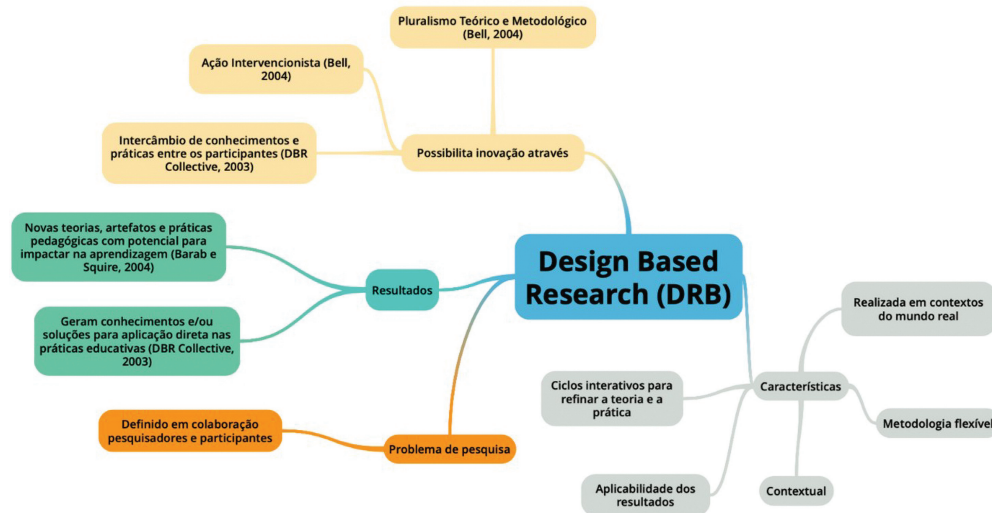 Pluralismo Teórico e Metodológico
(Bell, 2004)
Ação Intervencionista (Bell,
2004)
Intercâmbio de conhecimentos e
práticas entre os participantes (DBR
Collective, 2003)
Possibilita inovação através
Novas teorias, artefatos e práticas
pedagógicas com potencial para
impactar na aprendizagem (Barab e
Squire, 2004)
Resultados
Geram conhecimentos e/ou
soluções para aplicação direta nas
práticas educativas (DBR Collective,
2003)
Definido em colaboração
pesquisadores e participantes
Problema de pesquisa
Design Based
Research (DRB)
Realizada em contextos
do mundo real
Características
Ciclos interativos para
refinar a teoria e a
prática
Metodologia flexível
Aplicabilidade dos
resultados
Contextual